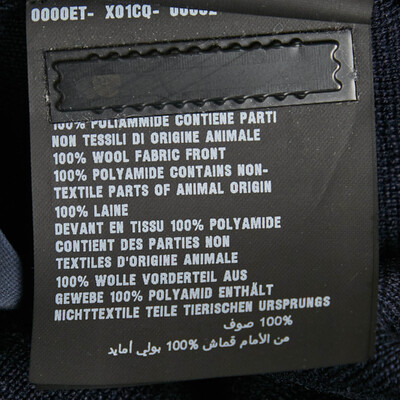 0000ET- X01CQ-
100% POLIAMMIDE CONTIENE PARTI
NON TESSILI DI ORIGINE ANIMALE
100% WOOL FABRIC FRONT
100% POLYAMIDE CONTAINS NON-
TEXTILE PARTS OF ANIMAL ORIGIN
100% LAINE
DEVANT EN TISSU 100% POLYAMIDE
CONTIENT DES PARTIES NON
TEXTILES D'ORIGINE ANIMALE
100% WOLLE VORDERTEIL AUS
GEWEBE 100% POLYAMID ENTHÄLT
NICHTTEXTILE TEILE TIERISCHEN URSPRUNGS
100% صوف
من الأمام قماش 100% بولي أمايد